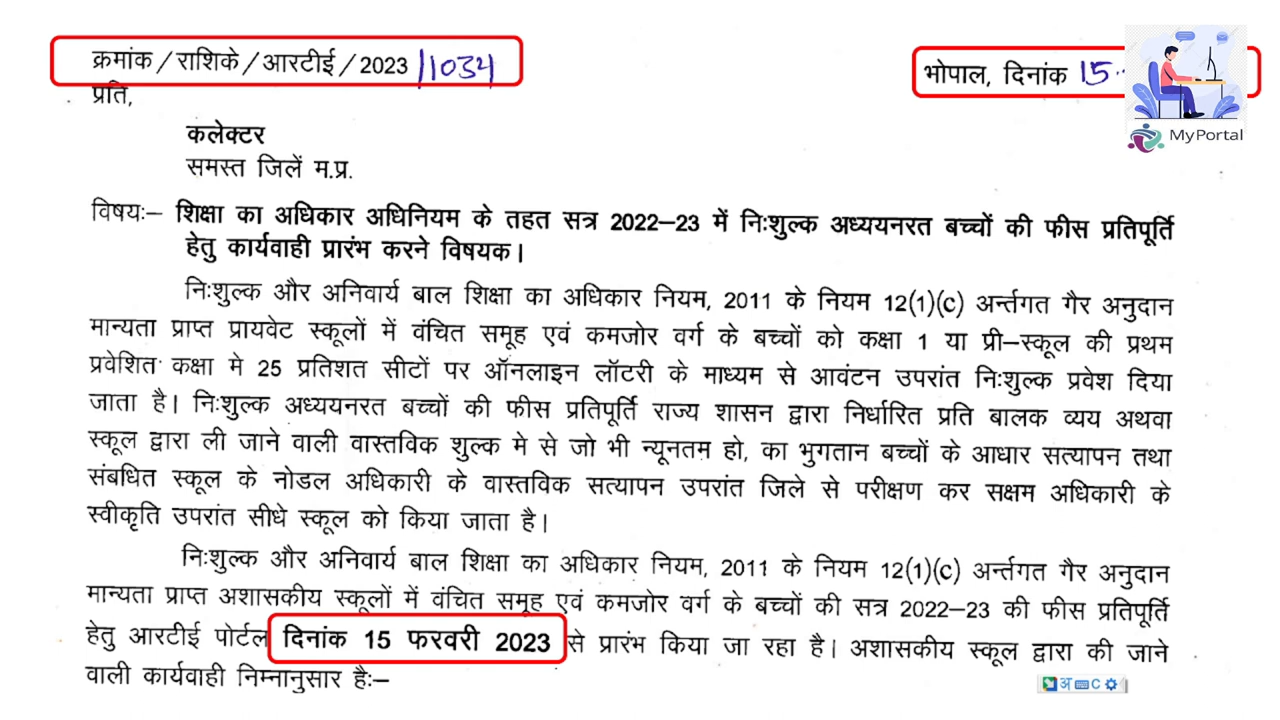 क्रमांक/राशिके/आरटीई/2023/1034
भोपाल, दिनांक 15
MyPortal
प्रति,
कलेक्टर
समस्त जिलें म.प्र.
विषयः– शिक्षा का अधिकार अधिनियम के तहत सत्र 2022–23 में निःशुल्क अध्ययनरत बच्चों की फीस प्रतिपूर्ति
हेतु कार्यवाही प्रारंभ करने विषयक।
निःशुल्क और अनिवार्य बाल शिक्षा का अधिकार नियम, 2011 के नियम 12(1)(C) अर्न्तगत गैर अनुदान
मान्यता प्राप्त प्रायवेट स्कूलों में वंचित समूह एवं कमजोर वर्ग के बच्चों को कक्षा 1 या प्री–स्कूल की प्रथम
प्रवेशित कक्षा मे 25 प्रतिशत सीटों पर ऑनलाइन लॉटरी के माध्यम से आवंटन उपरांत निःशुल्क प्रवेश दिया
जाता है। निःशुल्क अध्ययनरत बच्चों की फीस प्रतिपूर्ति राज्य शासन द्वारा निर्धारित प्रति बालक व्यय अथवा
स्कूल द्वारा ली जाने वाली वास्तविक शुल्क मे से जो भी न्यूनतम हो, का भुगतान बच्चों के आधार सत्यापन तथा
संबधित स्कूल के नोडल अधिकारी के वास्तविक सत्यापन उपरांत जिले से परीक्षण कर सक्षम अधिकारी के
स्वीकृति उपरांत सीधे स्कूल को किया जाता है।
निःशुल्क और अनिवार्य बाल शिक्षा का अधिकार नियम, 2011 के नियम 12(1)(C) अर्न्तगत गैर अनुदान
मान्यता प्राप्त अशासकीय स्कूलों में वंचित समूह एवं कमजोर वर्ग के बच्चों की सत्र 2022–23 की फीस प्रतिपूर्ति
हेतु आरटीई पोर्टल दिनांक 15 फरवरी 2023 से प्रारंभ किया जा रहा है। अशासकीय स्कूल द्वारा की जाने
वाली कार्यवाही निम्नानुसार हैः–
अ C